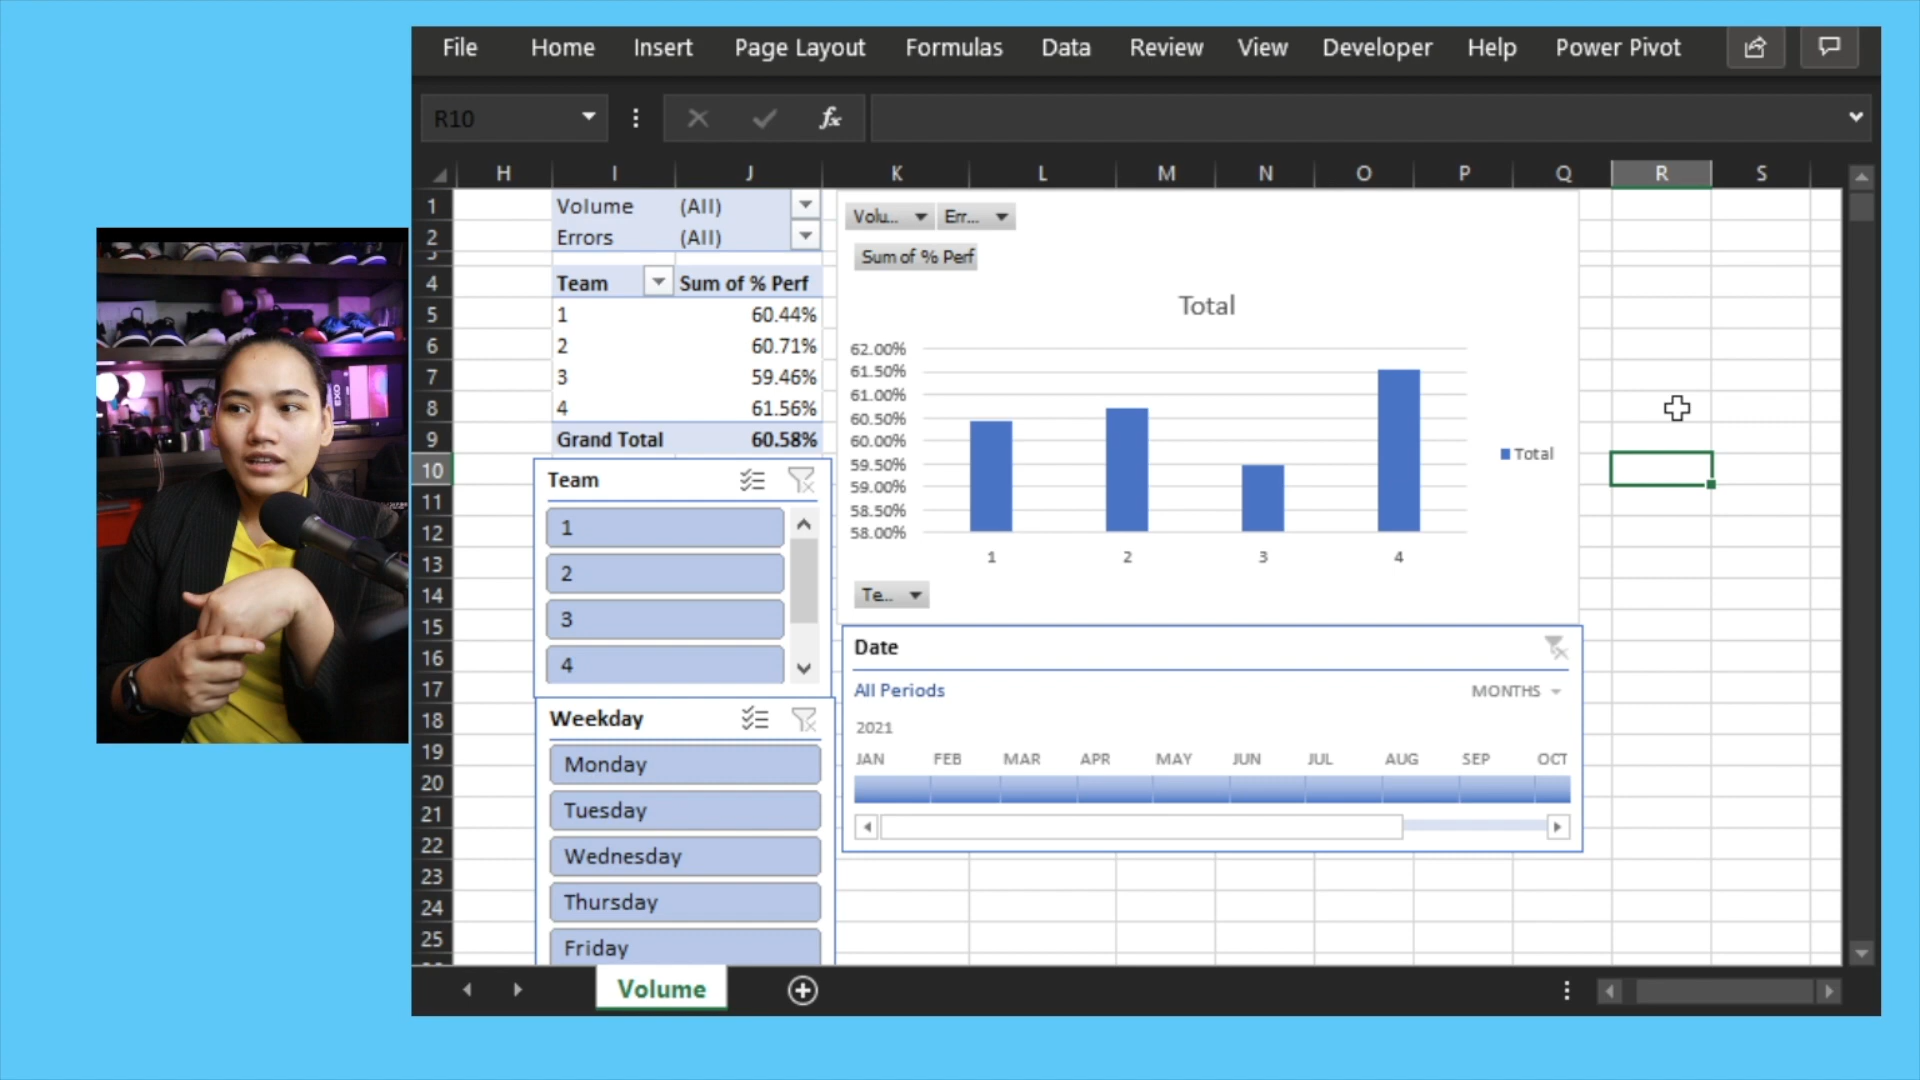 File Home Insert Page Layout Formulas Data Review View Developer Help Power Pivot
R10 fx
H I J K L M N O P Q R S
1 Volume (All)
2 Errors (All)
4 Team Sum of % Perf
5 1 60.44%
6 2 60.71%
7 3 59.46%
8 4 61.56%
9 Grand Total 60.58%
10
11
12
13
14
15
16
17
18
19
20
21
22
23
24
25
Team
1
2
3
4
Weekday
Monday
Tuesday
Wednesday
Thursday
Friday
Volu... Err...
Sum of % Perf
Total
62.00%
61.50%
61.00%
60.50%
60.00%
59.50%
59.00%
58.50%
58.00%
1 2 3 4
Total
Te...
Date
All Periods MONTHS
2021
JAN FEB MAR APR MAY JUN JUL AUG SEP OCT
Volume
EXO